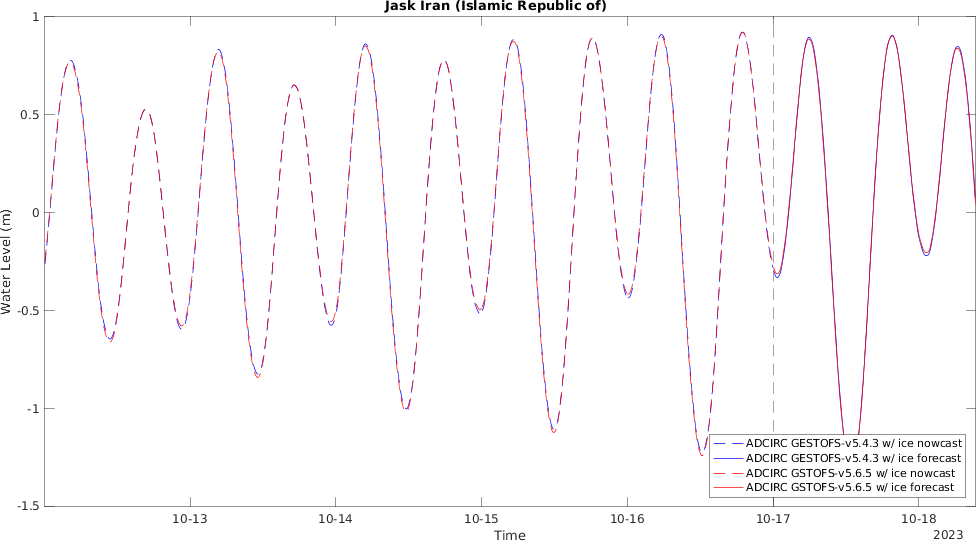 Jask Iran (Islamic Republic of)
1
0.5
0
-0.5
-1
-1.5
Water Level (m)
ADCIRC GESTOFS-v5.4.3 w/ ice nowcast
ADCIRC GESTOFS-v5.4.3 w/ ice forecast
ADCIRC GSTOFS-v5.6.5 w/ ice nowcast
ADCIRC GSTOFS-v5.6.5 w/ ice forecast
10-13 10-14 10-15 10-16 10-17 10-18
Time
2023